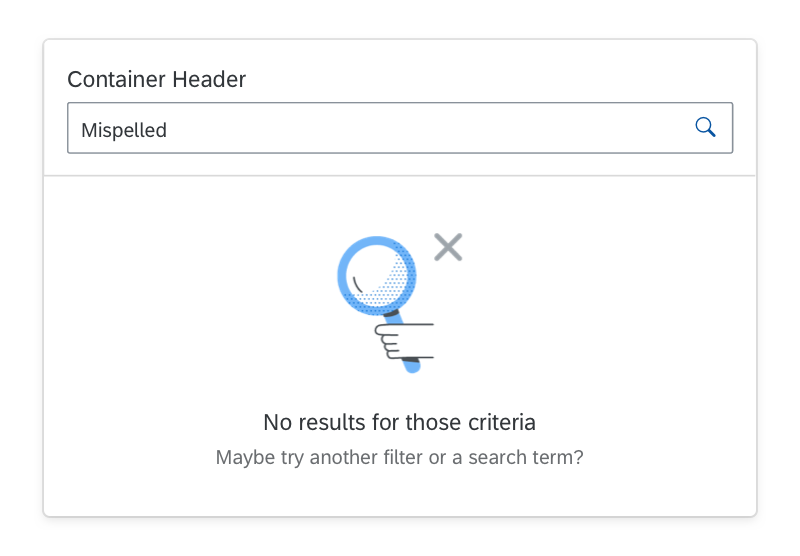 Container Header
Mispelled
No results for those criteria
Maybe try another filter or a search term?